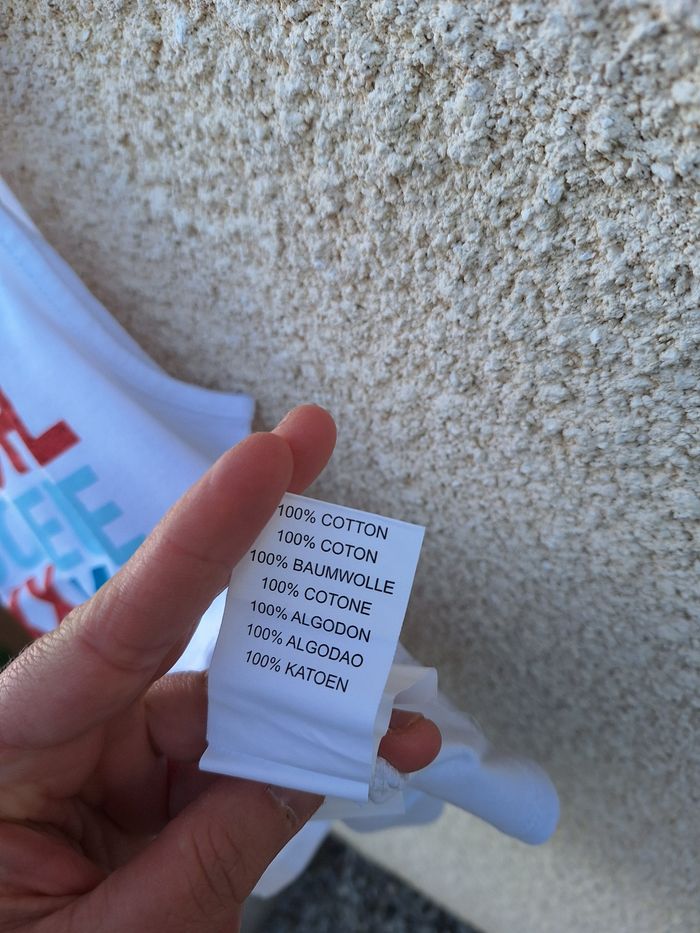 100% COTTON
100% COTON
100% BAUMWOLLE
100% COTONE
100% ALGODON
100% ALGODAO
100% KATOEN